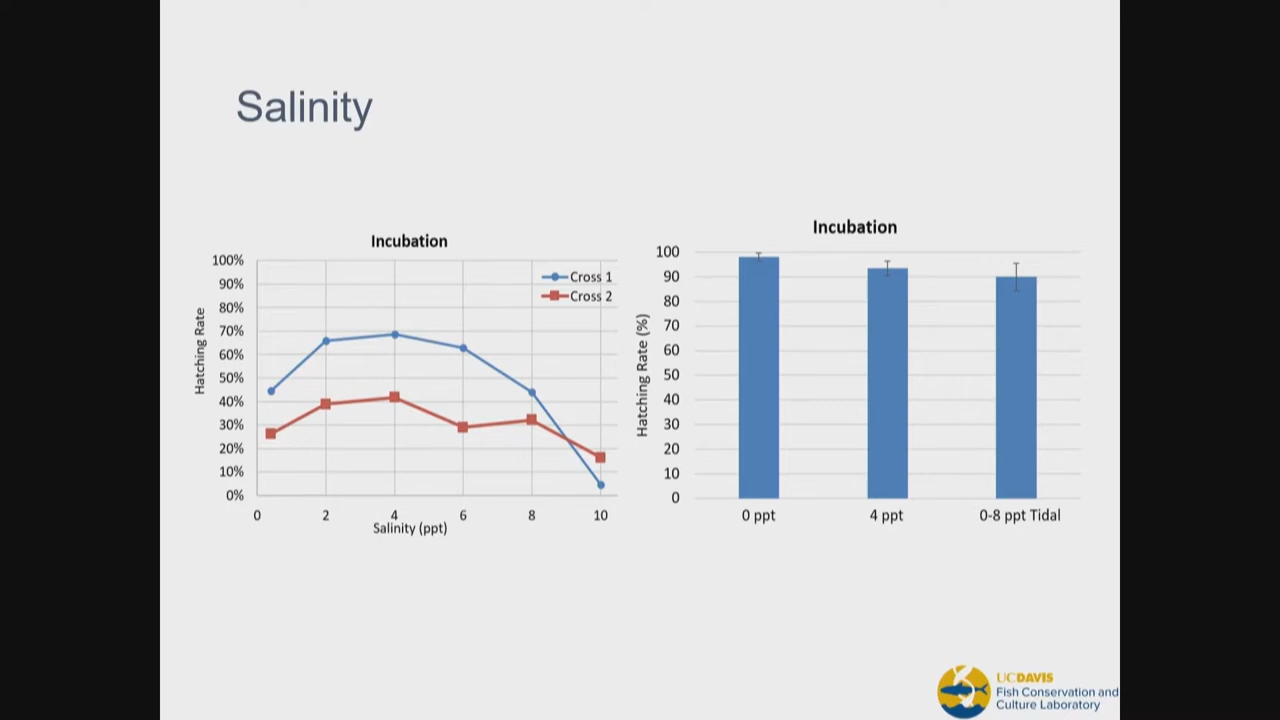 Salinity
Incubation
100%
90%
80%
70%
60%
50%
40%
30%
20%
10%
0%
Hatching Rate
Cross 1
Cross 2
0 2 4 6 8 10
Salinity (ppt)
Incubation
100
90
80
70
60
50
40
30
20
10
0
Hatching Rate (%)
0 ppt 4 ppt 0-8 ppt Tidal
UCDAVIS
Fish Conservation and
Culture Laboratory